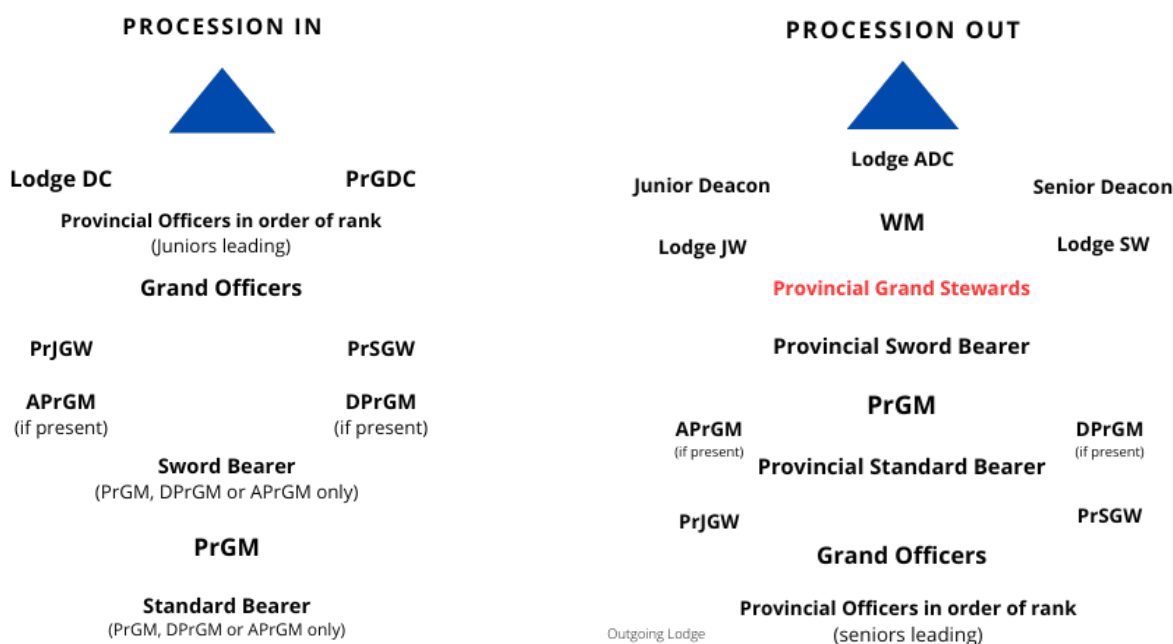 PROCESSION IN
Lodge DC PrGDC
Provincial Officers in order of rank
(Juniors leading)
Grand Officers
PrJGW PrSGW
APrGM DPrGM
(if present) (if present)
Sword Bearer
(PrGM, DPrGM or APrGM only)
PrGM
Standard Bearer
(PrGM, DPrGM or APrGM only)
PROCESSION OUT
Lodge ADC
Junior Deacon Senior Deacon
WM
Lodge JW Lodge SW
Provincial Grand Stewards
Provincial Sword Bearer
PrGM
APrGM DPrGM
(if present) (if present)
Provincial Standard Bearer
PrJGW PrSGW
Grand Officers
Provincial Officers in order of rank
(seniors leading)
Outgoing Lodge